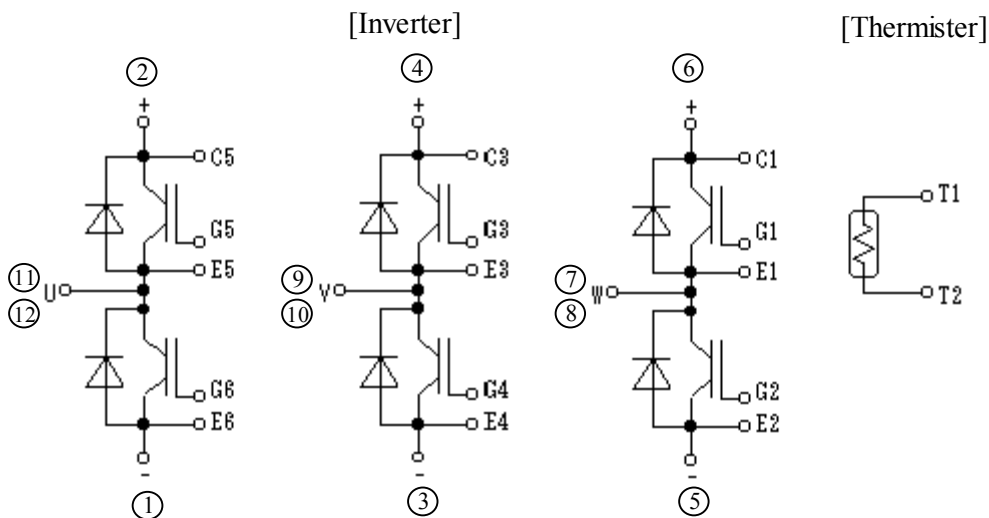 [Inverter] [Thermister]
② ④ ⑥
+ + +
C5 C3 C1
T1
G5 G3 G1
E5 E3 E1
⑪ ⑨ ⑦
U V W
T2
⑫ ⑩ ⑧
G6 G4 G2
E6 E4 E2
- - -
① ③ ⑤